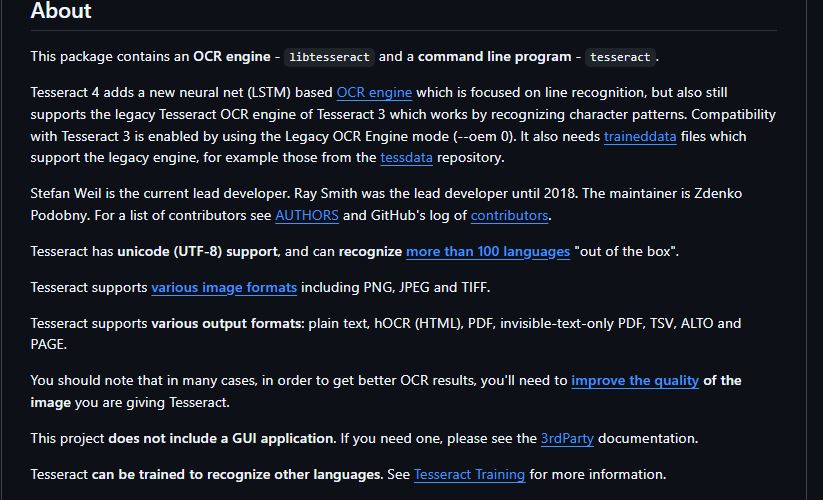 About
This package contains an OCR engine - libtesseract and a command line program - tesseract.
Tesseract 4 adds a new neural net (LSTM) based OCR engine which is focused on line recognition, but also still
supports the legacy Tesseract OCR engine of Tesseract 3 which works by recognizing character patterns. Compatibility
with Tesseract 3 is enabled by using the Legacy OCR Engine mode (--oem 0). It also needs traineddata files which
support the legacy engine, for example those from the tessdata repository.
Stefan Weil is the current lead developer. Ray Smith was the lead developer until 2018. The maintainer is Zdenko
Podobny. For a list of contributors see AUTHORS and GitHub's log of contributors.
Tesseract has unicode (UTF-8) support, and can recognize more than 100 languages "out of the box".
Tesseract supports various image formats including PNG, JPEG and TIFF.
Tesseract supports various output formats: plain text, hOCR (HTML), PDF, invisible-text-only PDF, TSV, ALTO and
PAGE.
You should note that in many cases, in order to get better OCR results, you'll need to improve the quality of the
image you are giving Tesseract.
This project does not include a GUI application. If you need one, please see the 3rdParty documentation.
Tesseract can be trained to recognize other languages. See Tesseract Training for more information.